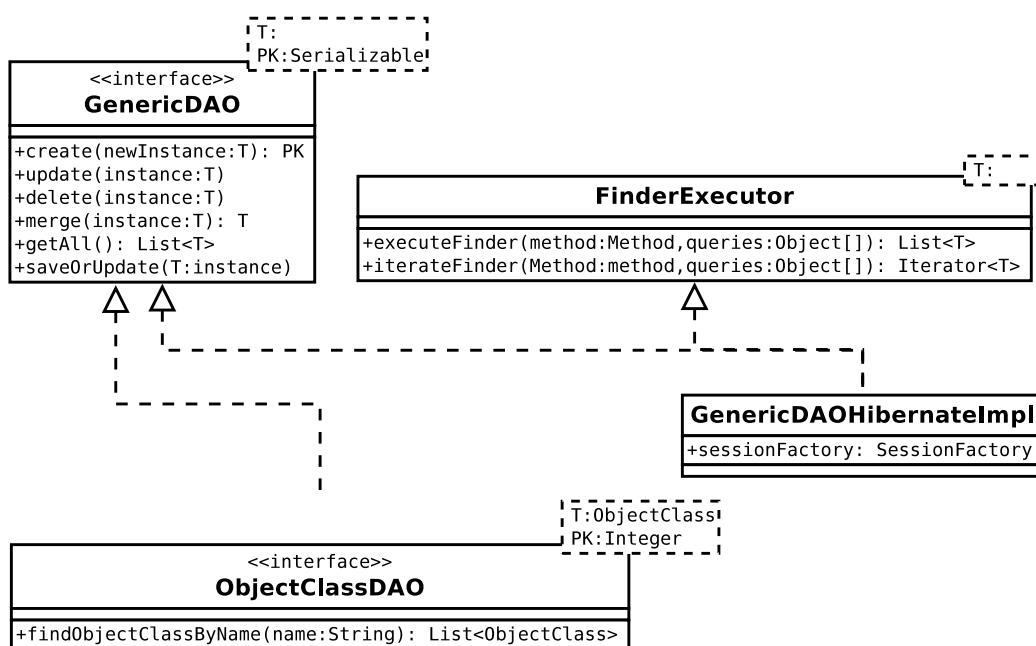 T:
PK:Serializable
<<interface>>
GenericDAO
+create(newInstance:T): PK
+update(instance:T)
+delete(instance:T)
+merge(instance:T): T
+getAll(): List<T>
+saveOrUpdate(T:instance)
T:
FinderExecutor
+executeFinder(method:Method,queries:Object[]): List<T>
+iterateFinder(Method:method,queries:Object[]): Iterator<T>
GenericDAOHibernateImpl
+sessionFactory: SessionFactory
T:ObjectClass
PK:Integer
<<interface>>
ObjectClassDAO
+findObjectClassByName(name:String): List<ObjectClass>